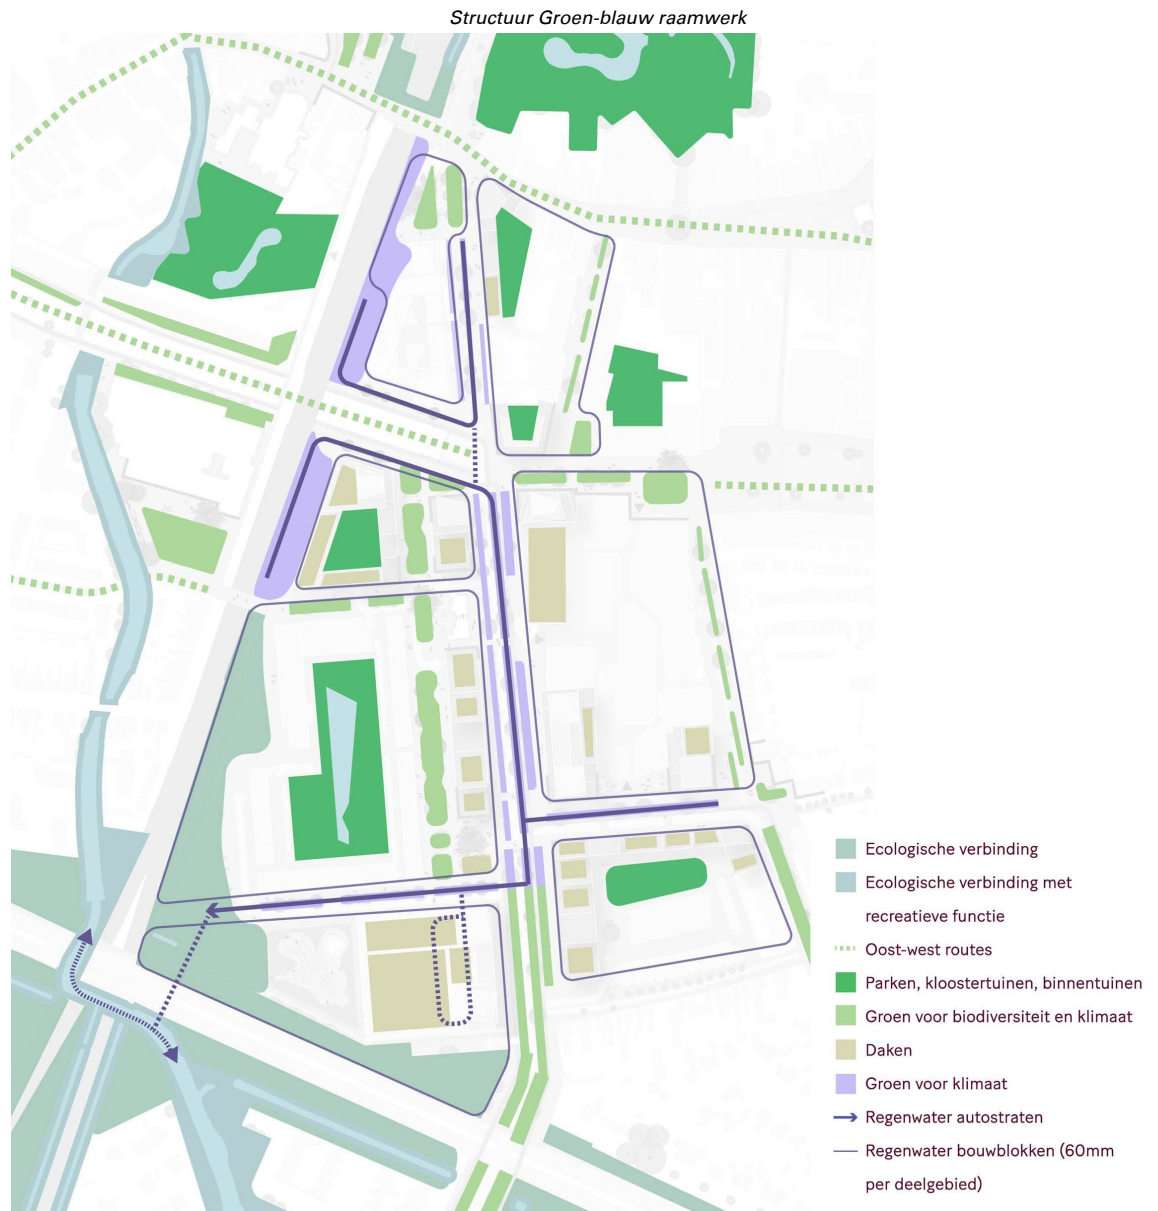 Structuur Groen-blauw raamwerk
Ecologische verbinding
Ecologische verbinding met
recreatieve functie
Oost-west routes
Parken, kloostertuinen, binnentuinen
Groen voor biodiversiteit en klimaat
Daken
Groen voor klimaat
Regenwater autostraten
Regenwater bouwblokken (60mm
per deelgebied)